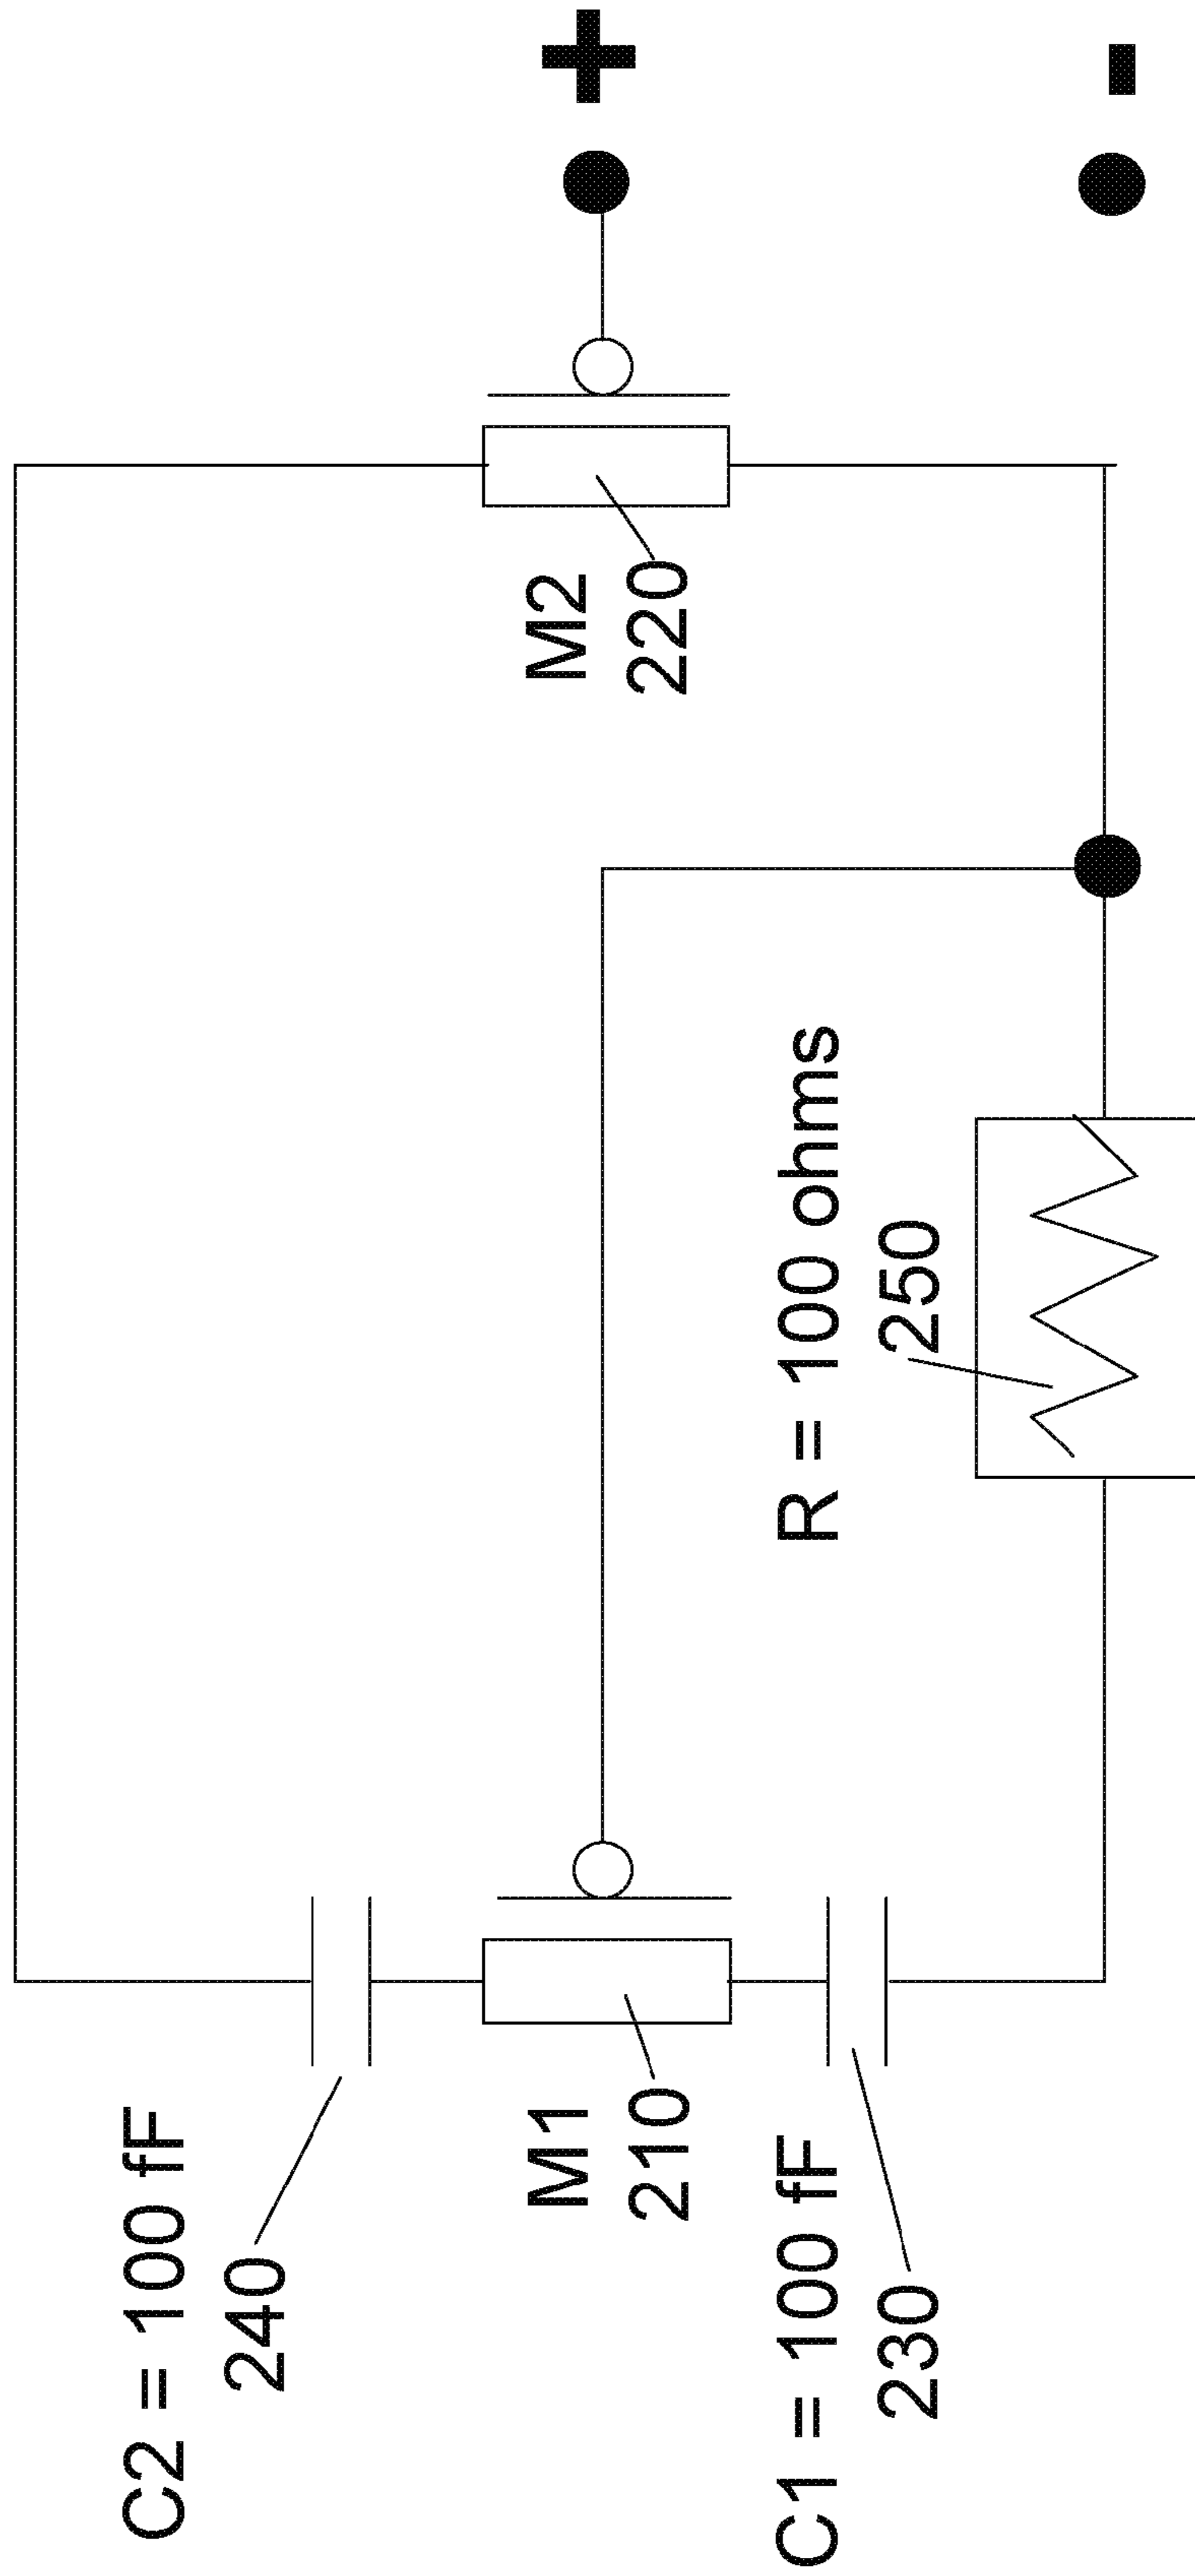 C2 = 100 fF
240
M1
210
C1 = 100 fF
230
M2
220
R = 100 ohms
250
+
-